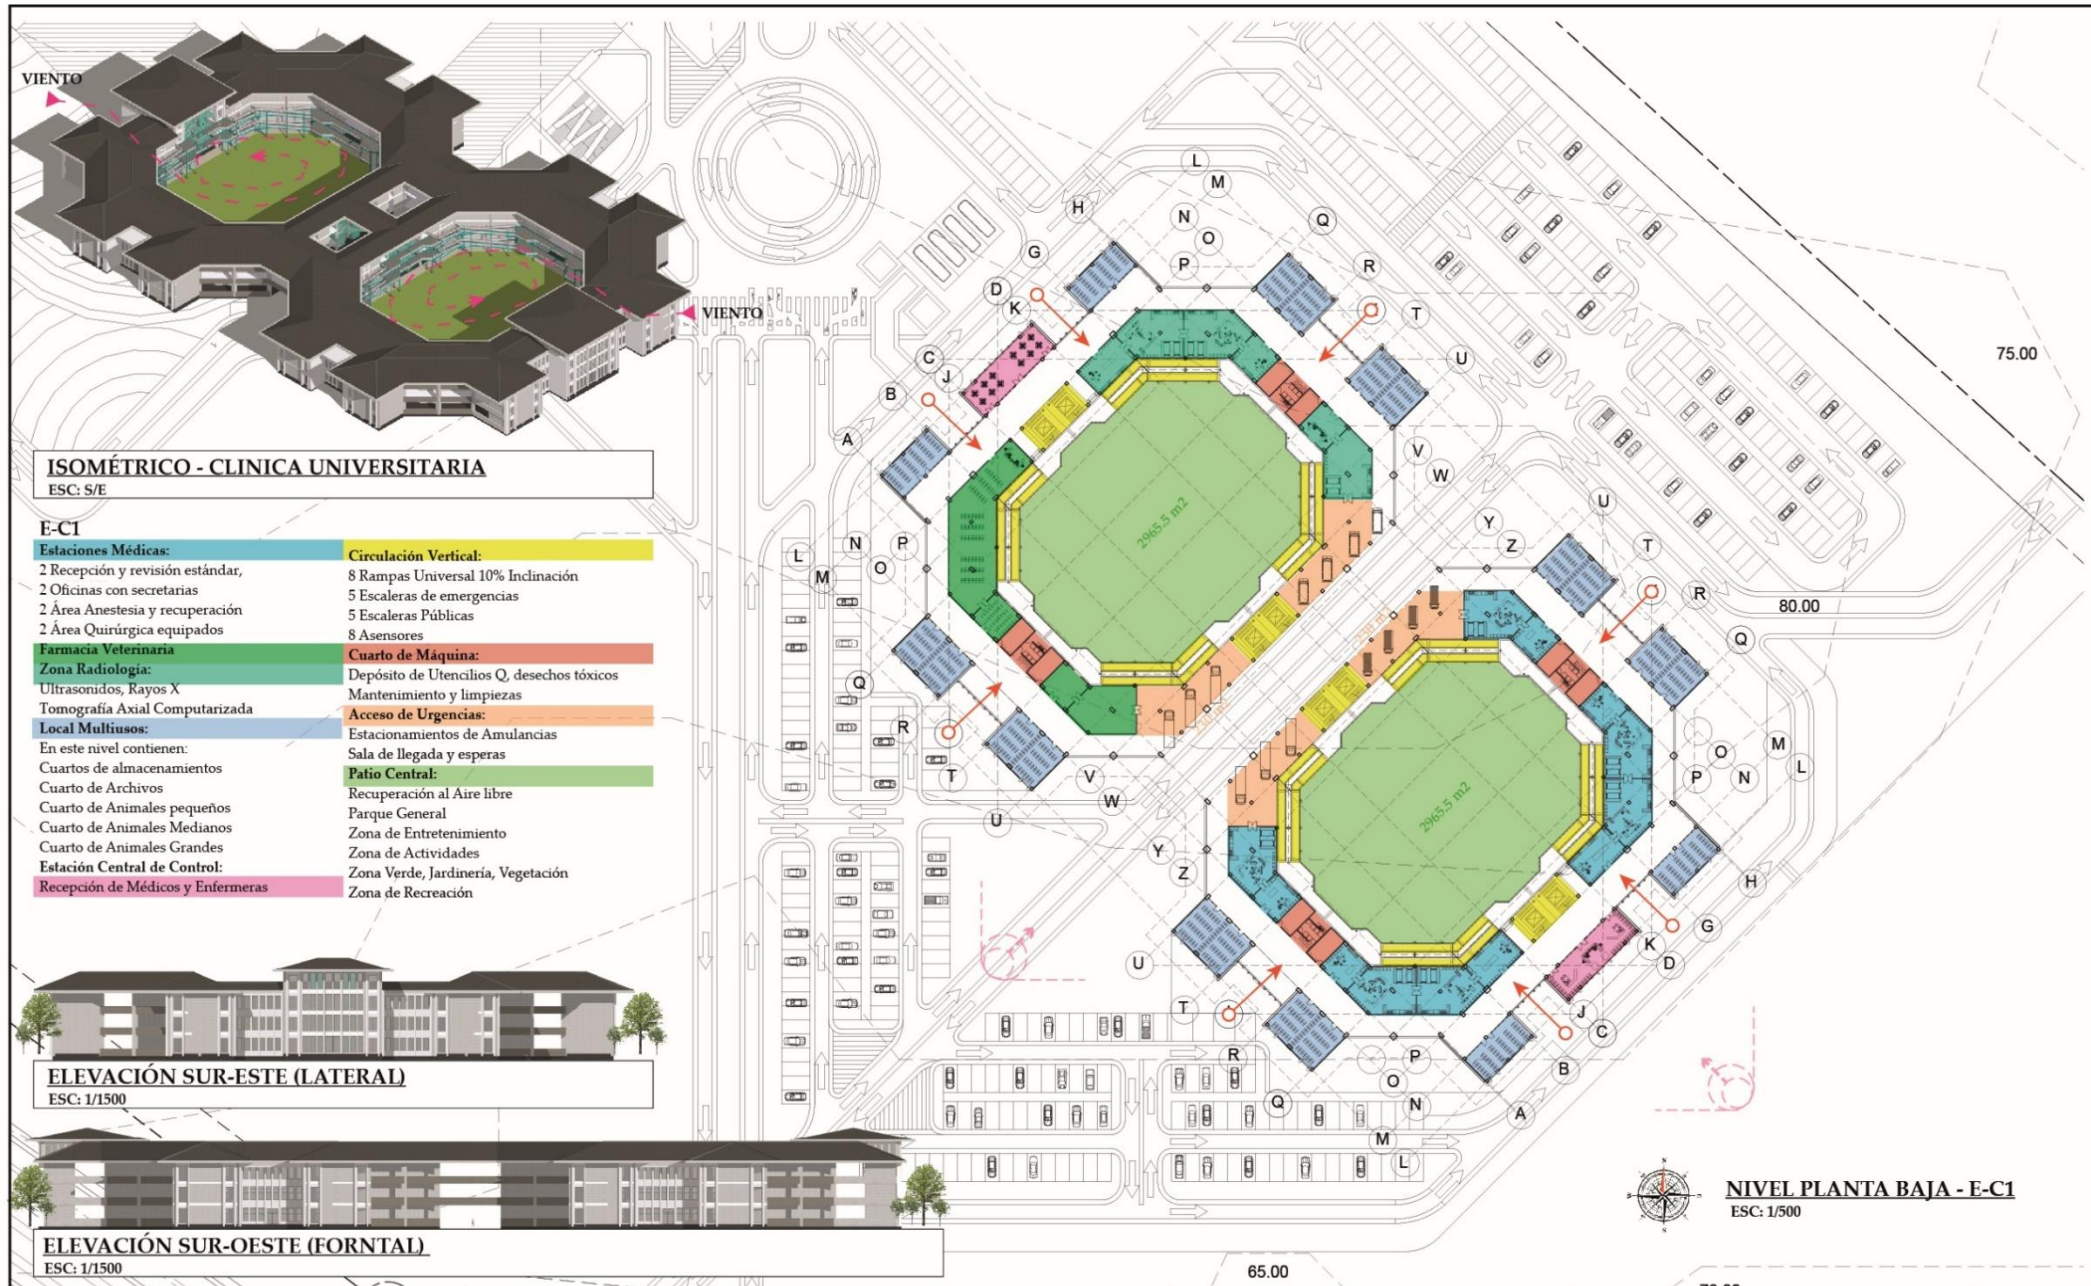 VIENTO
VIENTO
ISOMÉTRICO - CLINICA UNIVERSITARIA
ESC: S/E
E-C1
Estaciones Médicas:
2 Recepción y revisión estándar,
2 Oficinas con secretarias
2 Área Anestesia y recuperación
2 Área Quirúrgica equipados
Farmacia Veterinaria
Zona Radiología:
Ultrasonidos, Rayos X
Tomografía Axial Computarizada
Local Multiusos:
En este nivel contienen:
Cuartos de almacenamientos
Cuarto de Archivos
Cuarto de Animales pequeños
Cuarto de Animales Medianos
Cuarto de Animales Grandes
Estación Central de Control:
Recepción de Médicos y Enfermeras
Circulación Vertical:
8 Rampas Universal 10% Inclinación
5 Escaleras de emergencias
5 Escaleras Públicas
8 Asensores
Cuarto de Máquina:
Depósito de Utencilios Q, desechos tóxicos
Mantenimiento y limpiezas
Acceso de Urgencias:
Estacionamientos de Amulancias
Sala de llegada y esperas
Patio Central:
Recuperación al Aire libre
Parque General
Zona de Entretenimiento
Zona de Actividades
Zona Verde, Jardinería, Vegetación
Zona de Recreación
ELEVACIÓN SUR-ESTE (LATERAL)
ESC: 1/1500
ELEVACIÓN SUR-OESTE (FORNTAL)
ESC: 1/1500
L
M
H
N
Q
O
G
P
R
D
K
T
C
U
J
B
A
V
W
L
N
P
M
O
Q
R
T
V
U
W
Y
Z
Y
U
Z
T
R
Q
M
O
L
P
N
H
G
K
D
J
C
B
A
U
T
R
P
O
Q
N
M
L
2965.5 m2
2965.5 m2
75.00
80.00
65.00
NIVEL PLANTA BAJA - E-C1
ESC: 1/500